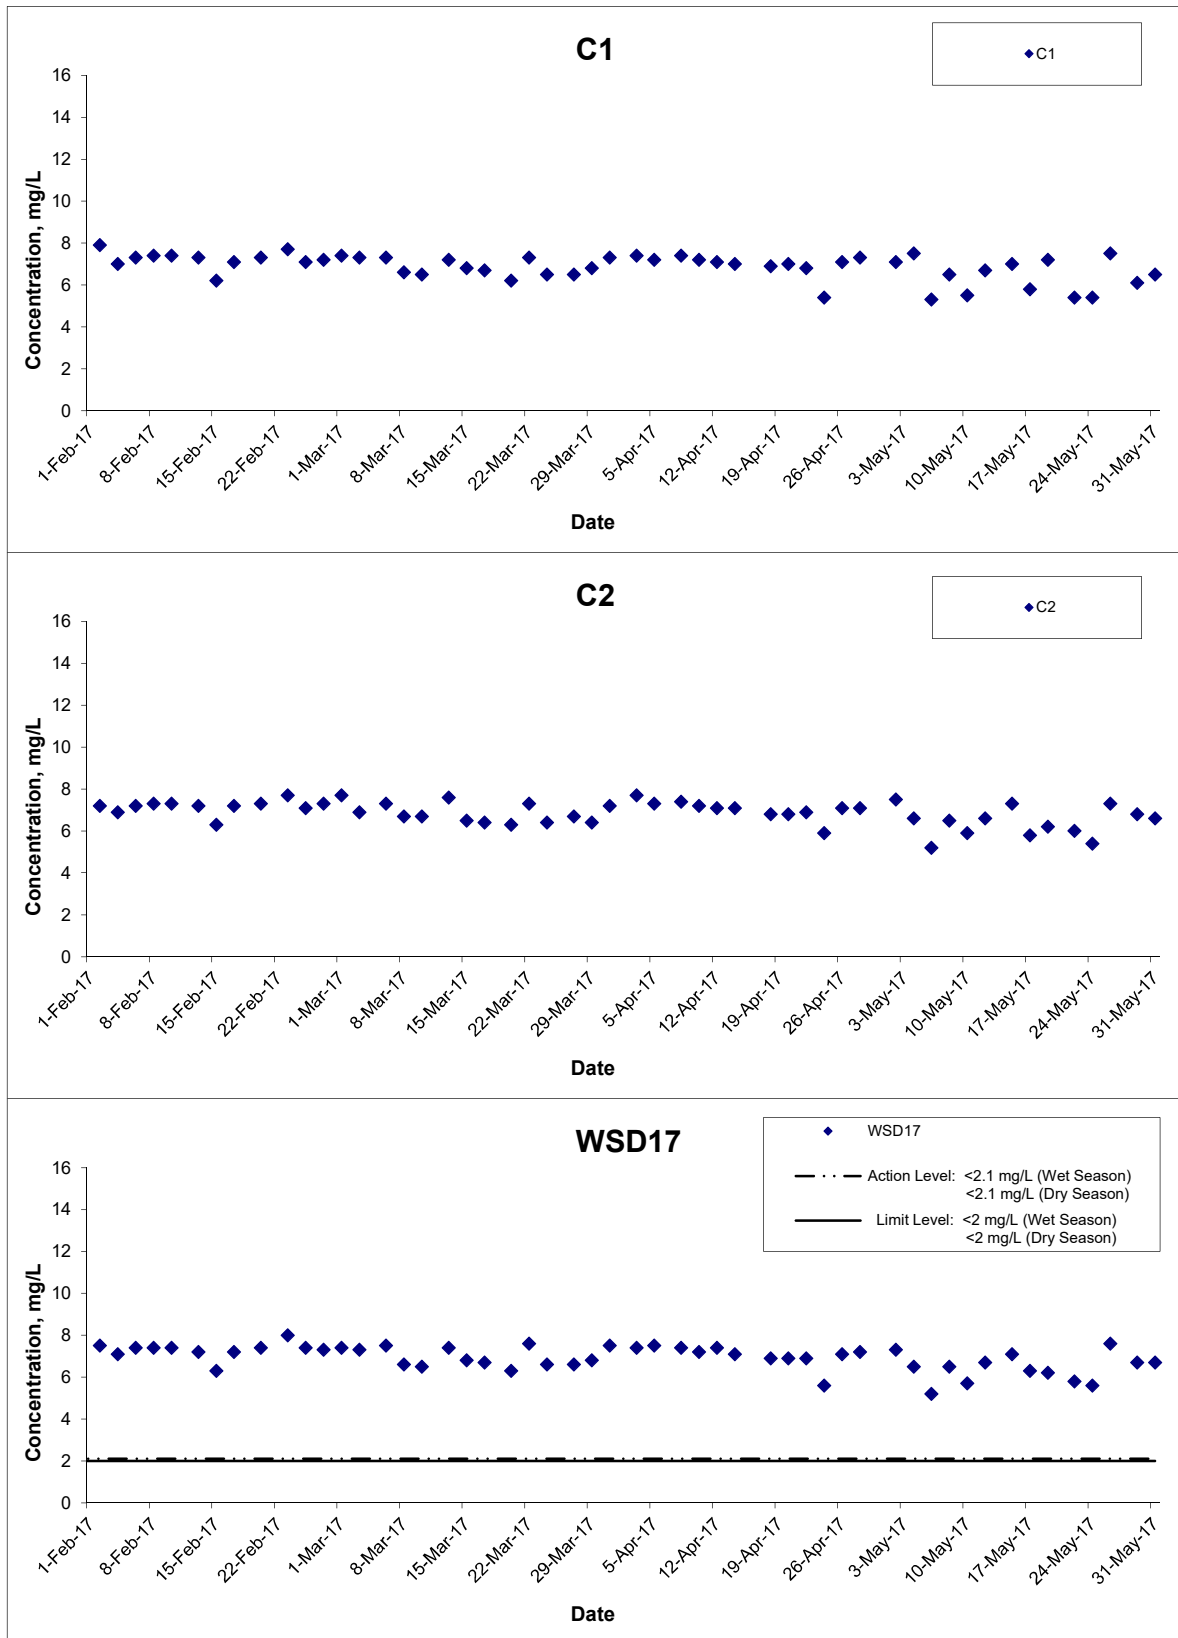 C1
C1
16
14
12
10
8
6
4
2
0
Concentration, mg/L
1-Feb-17
8-Feb-17
15-Feb-17
22-Feb-17
1-Mar-17
8-Mar-17
15-Mar-17
22-Mar-17
29-Mar-17
5-Apr-17
12-Apr-17
19-Apr-17
26-Apr-17
3-May-17
10-May-17
17-May-17
24-May-17
31-May-17
Date
C2
C2
16
14
12
10
8
6
4
2
0
Concentration, mg/L
1-Feb-17
8-Feb-17
15-Feb-17
22-Feb-17
1-Mar-17
8-Mar-17
15-Mar-17
22-Mar-17
29-Mar-17
5-Apr-17
12-Apr-17
19-Apr-17
26-Apr-17
3-May-17
10-May-17
17-May-17
24-May-17
31-May-17
Date
WSD17
WSD17
Action Level: <2.1 mg/L (Wet Season)
<2.1 mg/L (Dry Season)
Limit Level: <2 mg/L (Wet Season)
<2 mg/L (Dry Season)
16
14
12
10
8
6
4
2
0
Concentration, mg/L
1-Feb-17
8-Feb-17
15-Feb-17
22-Feb-17
1-Mar-17
8-Mar-17
15-Mar-17
22-Mar-17
29-Mar-17
5-Apr-17
12-Apr-17
19-Apr-17
26-Apr-17
3-May-17
10-May-17
17-May-17
24-May-17
31-May-17
Date